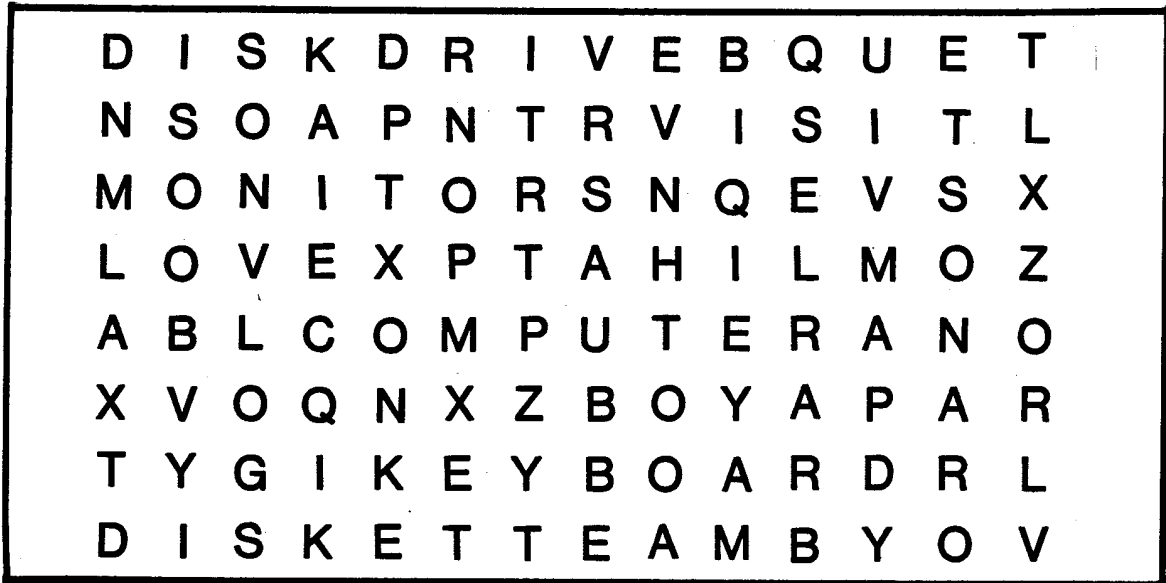 D I S K D R I V E B Q U E T
N S O A P N T R V I S I T L
M O N I T O R S N Q E V S X
L O V E X P T A H I L M O Z
A B L C O M P U T E R A N O
X V O Q N X Z B O Y A P A R
T Y G I K E Y B O A R D R L
D I S K E T T E A M B Y O V